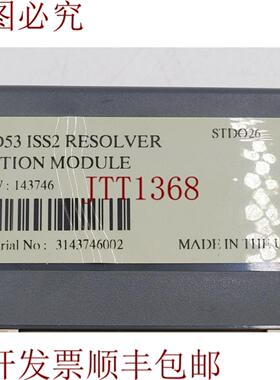 图必究
53 ISS2 RESOLVER
STDO26
TION MODULE
: 143746
JTT1368
rial No : 3143746002
MADE IN THE U
开发票顺丰包邮